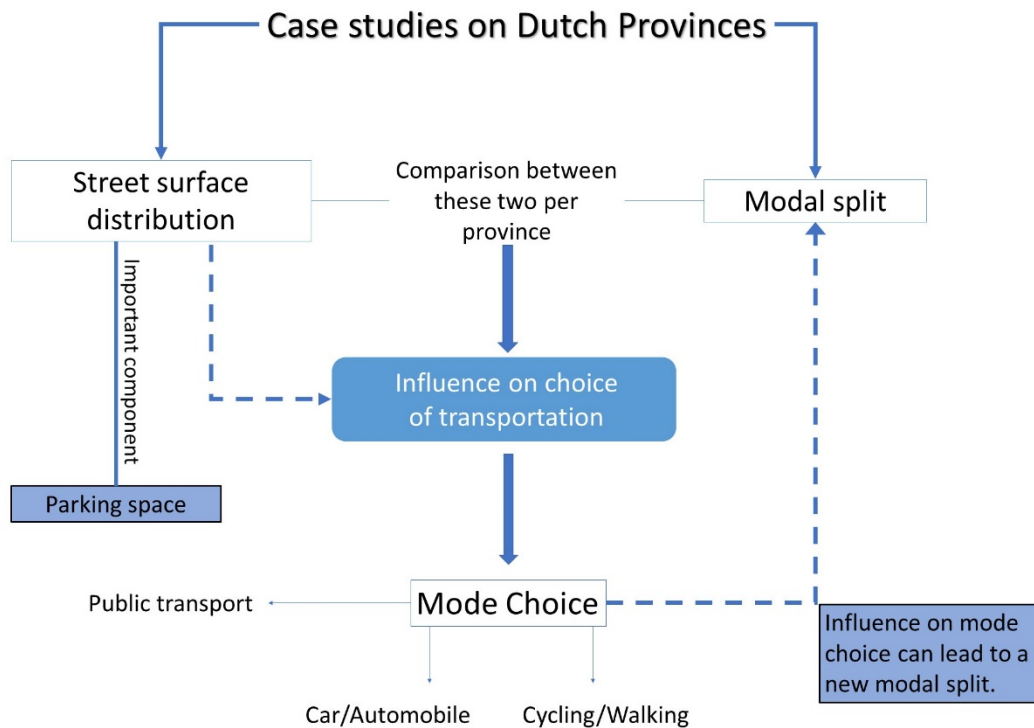 Case studies on Dutch Provinces
Street surface
distribution
Comparison between
these two per
province
Modal split
Important component
Influence on choice
of transportation
Parking space
Public transport
Mode Choice
Influence on mode
choice can lead to a
new modal split.
Car/Automobile
Cycling/Walking